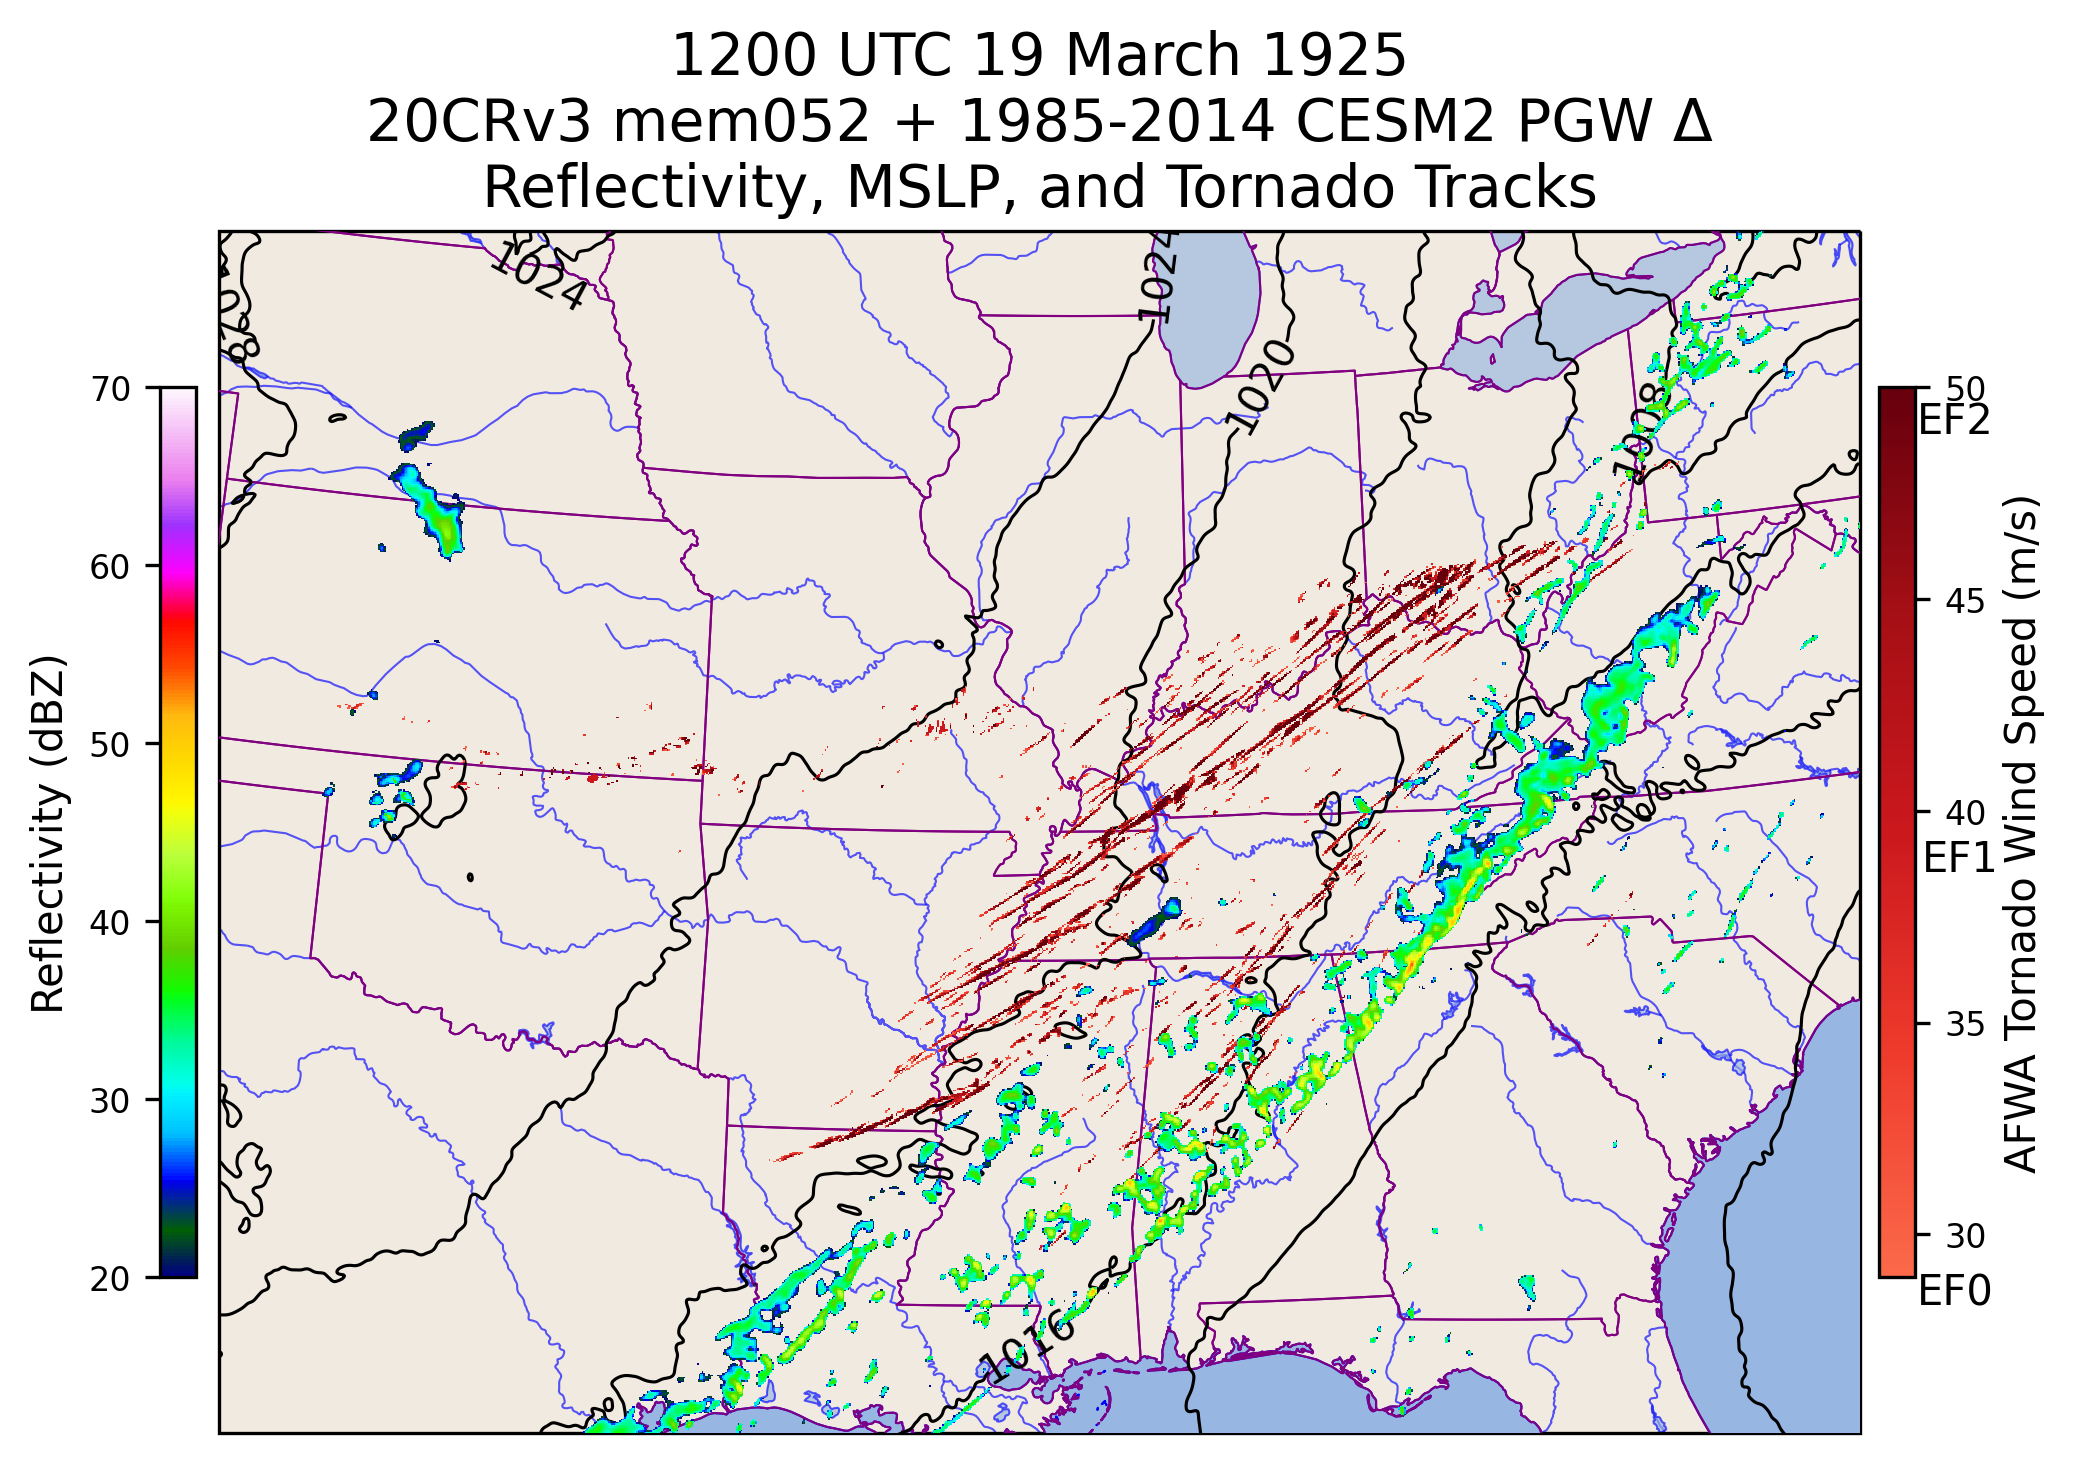 1200 UTC 19 March 1925
20CRv3 mem052 + 1985-2014 CESM2 PGW Δ
Reflectivity, MSLP, and Tornado Tracks
1024
1024
1028
1020
1008
1016
70
60
50
40
30
20
Reflectivity (dBZ)
50
EF2
45
40
EF1
35
30
EF0
AFWA Tornado Wind Speed (m/s)